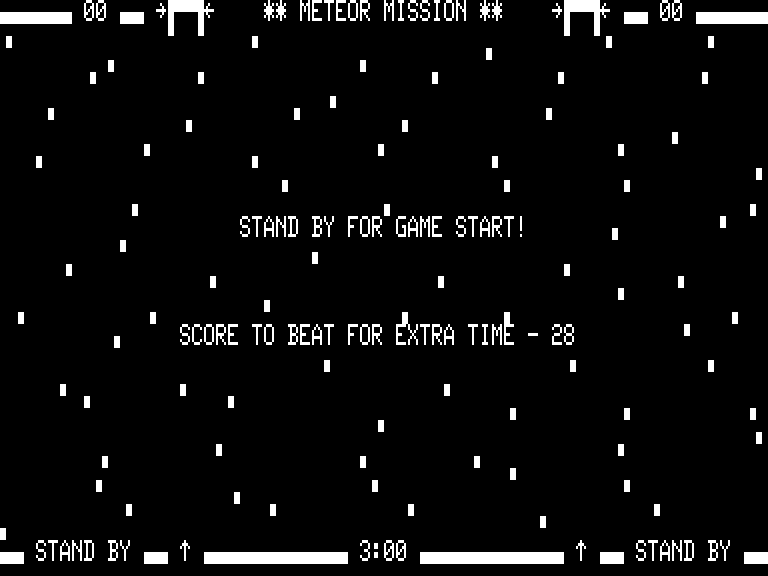 00 → ← ** METEOR MISSION ** → ← 00
STAND BY FOR GAME START!
SCORE TO BEAT FOR EXTRA TIME - 28
STAND BY ↑ 3:00 ↑ STAND BY